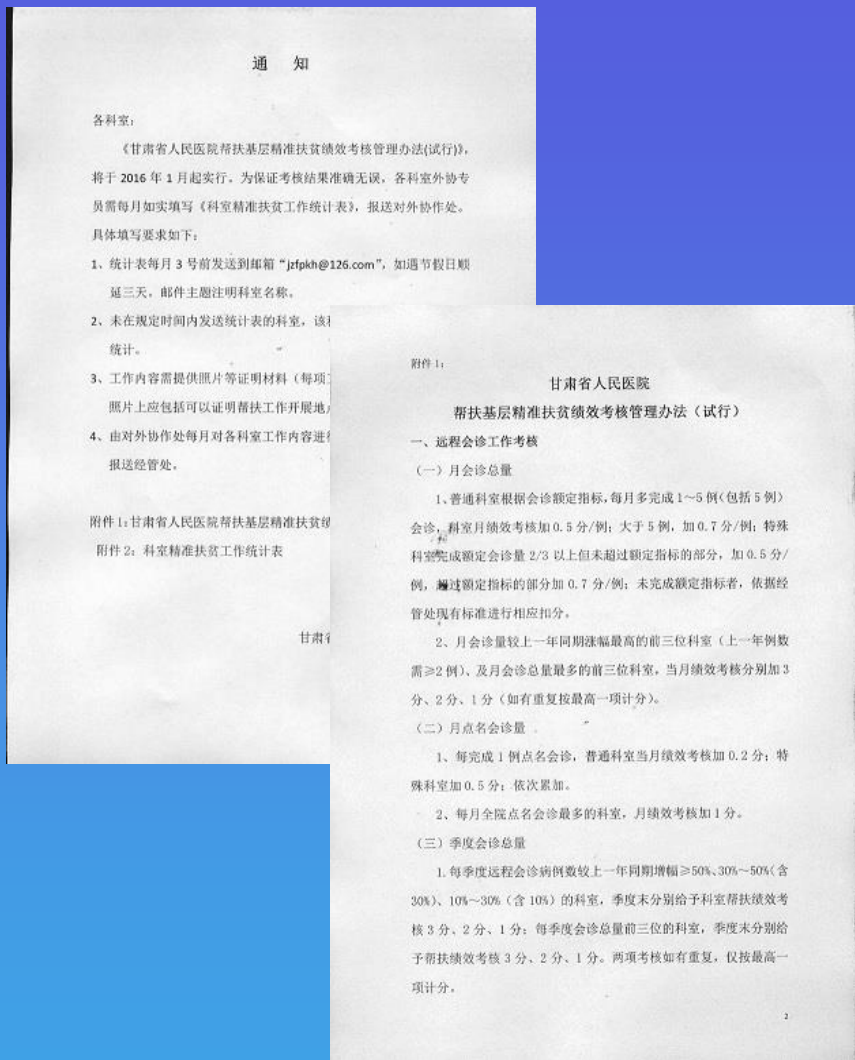 通 知
各科室：
《甘肃省人民医院帮扶基层精准扶贫绩效考核管理办法(试行)》，
将于 2016 年 1 月起实行。为保证考核结果准确无误，各科室外协专
员需每月如实填写《科室精准扶贫工作统计表》，报送对外协作处。
具体填写要求如下：
1、统计表每月 3 号前发送到邮箱“jzfpkh@126.com”，如遇节假日顺
延三天。邮件主题注明科室名称。
2、未在规定时间内发送统计表的科室，该
统计。
3、工作内容需提供照片等证明材料（每项
照片上应包括可以证明帮扶工作开展地
4、由对外协作处每月对各科室工作内容进
报送经管处。
附件 1:甘肃省人民医院帮扶基层精准扶贫绩
附件 2：科室精准扶贫工作统计表
甘肃省
附件 1：
甘肃省人民医院
帮扶基层精准扶贫绩效考核管理办法（试行）
一、远程会诊工作考核
（一）月会诊总量
1、普通科室根据会诊额定指标，每月多完成 1～5 例（包括 5 例）
会诊，科室月绩效考核加 0.5 分/例；大于 5 例，加 0.7 分/例；特殊
科室完成额定会诊量 2/3 以上但未超过额定指标的部分，加 0.5 分/
例，超过额定指标的部分加 0.7 分/例；未完成额定指标者，依据经
管处现有标准进行相应扣分。
2、月会诊量较上一年同期涨幅最高的前三位科室（上一年例数
需≥2 例）、及月会诊总量最多的前三位科室，当月绩效考核分别加 3
分、2 分、1 分（如有重复按最高一项计分）。
（二）月点名会诊量
1、每完成 1 例点名会诊，普通科室当月绩效考核加 0.2 分；特
殊科室加 0.5 分；依次累加。
2、每月全院点名会诊最多的科室，月绩效考核加 1 分。
（三）季度会诊总量
1. 每季度远程会诊病例数较上一年同期增幅≥50%、30%～50%（含
30%）、10%～30%（含 10%）的科室，季度末分别给予科室帮扶绩效考
核 3 分、2 分、1 分；每季度会诊总量前三位的科室，季度末分别给
予帮扶绩效考核 3 分、2 分、1 分。两项考核如有重复，仅按最高一
项计分。
2